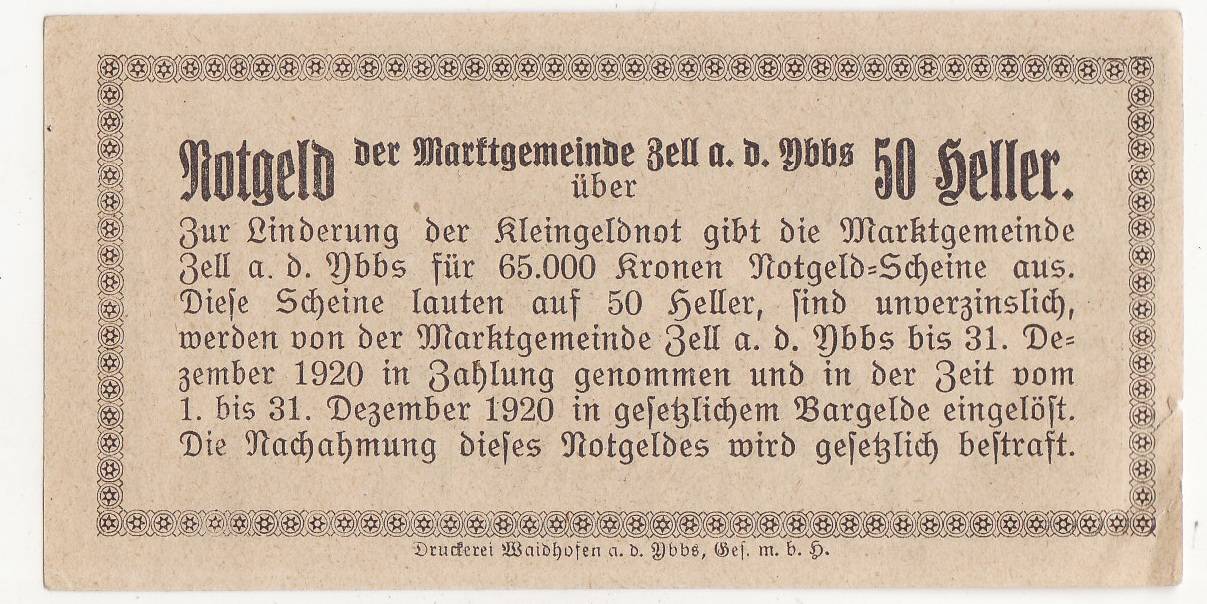 Notgeld der Marktgemeinde Zell a. d. Ybbs 50 Heller.
über
Zur Linderung der Kleingeldnot gibt die Marktgemeinde
Zell a. d. Ybbs für 65.000 Kronen Notgeld-Scheine aus.
Diese Scheine lauten auf 50 Heller, sind unverzinslich,
werden von der Marktgemeinde Zell a. d. Ybbs bis 31. De-
zember 1920 in Zahlung genommen und in der Zeit vom
1. bis 31. Dezember 1920 in gesetzlichem Bargelde eingelöst.
Die Nachahmung dieses Notgeldes wird gesetzlich bestraft.
Druckerei Waidhofen a. d. Ybbs, Ges. m. b. H.